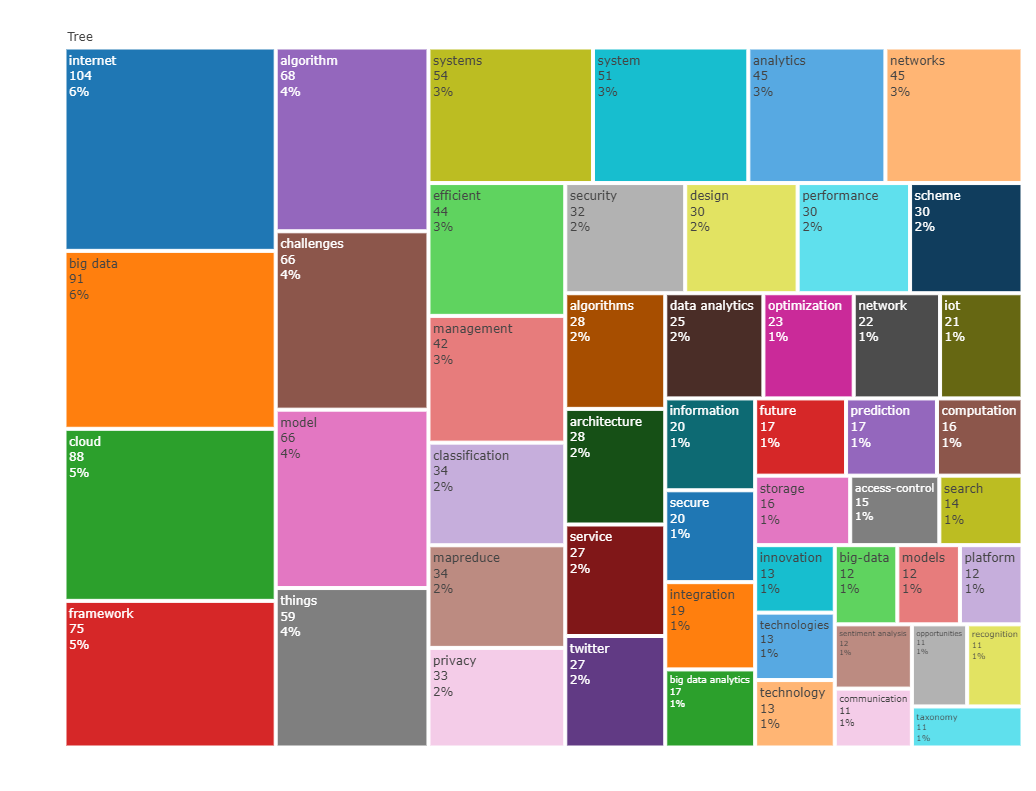 Tree
internet
104
6%
big data
91
6%
cloud
88
5%
framework
75
5%
algorithm
68
4%
challenges
66
4%
model
66
4%
things
59
4%
systems
54
3%
system
51
3%
analytics
45
3%
networks
45
3%
efficient
44
3%
management
42
3%
classification
34
2%
mapreduce
34
2%
privacy
33
2%
security
32
2%
design
30
2%
performance
30
2%
scheme
30
2%
algorithms
28
2%
architecture
28
2%
service
27
2%
twitter
27
2%
data analytics
25
2%
optimization
23
1%
network
22
1%
iot
21
1%
information
20
1%
secure
20
1%
integration
19
1%
big data analytics
17
1%
future
17
1%
prediction
17
1%
computation
16
1%
storage
16
1%
access-control
15
1%
search
14
1%
innovation
13
1%
technologies
13
1%
technology
13
1%
big-data
12
1%
models
12
1%
platform
12
1%
sentiment analysis
12
1%
communication
11
1%
opportunities
11
1%
recognition
11
1%
taxonomy
11
1%